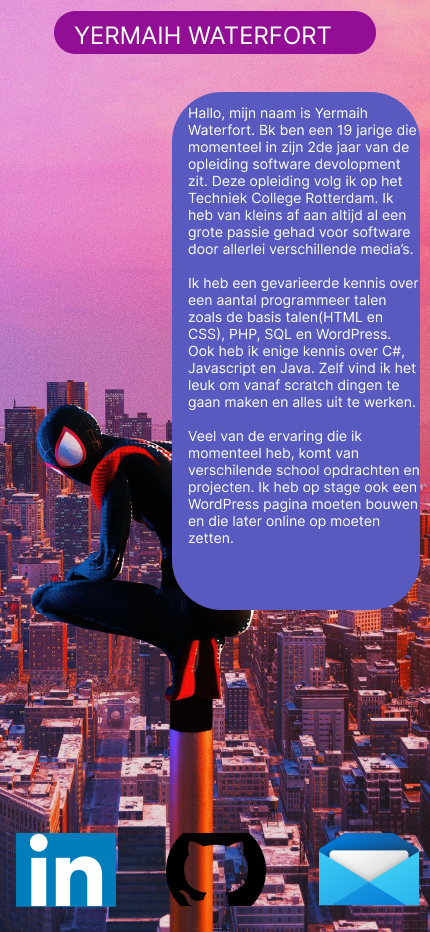 YERMAIH WATERFORT
Hallo, mijn naam is Yermaih
Waterfort. Bk ben een 19 jarige die
momenteel in zijn 2de jaar van de
opleiding software devolopment
zit. Deze opleiding volg ik op het
Techniek College Rotterdam. Ik
heb van kleins af aan altijd al een
grote passie gehad voor software
door allerlei verschillende media’s.
Ik heb een gevarieerde kennis over
een aantal programmeer talen
zoals de basis talen(HTML en
CSS), PHP, SQL en WordPress.
Ook heb ik enige kennis over C#,
Javascript en Java. Zelf vind ik het
leuk om vanaf scratch dingen te
gaan maken en alles uit te werken.
Veel van de ervaring die ik
momenteel heb, komt van
verschilende school opdrachten en
projecten. Ik heb op stage ook een
WordPress pagina moeten bouwen
en die later online op moeten
zetten.
in